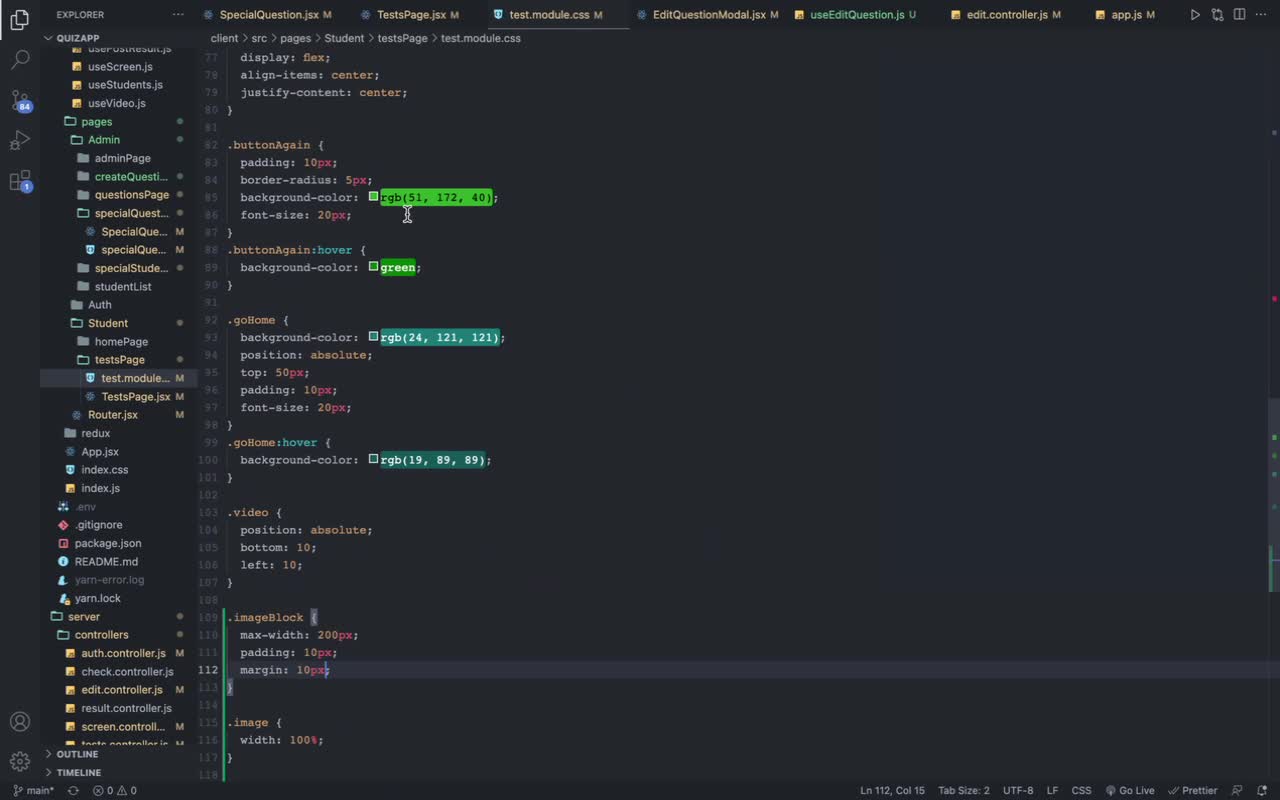 EXPLORER
SpecialQuestion.jsx M
TestsPage.jsx M
test.module.css M
EditQuestionModal.jsx M
useEditQuestion.js U
edit.controller.js M
app.js M
QUIZAPP
client > src > pages > Student > testsPage > test.module.css
usePostResult.js
useScreen.js
useStudents.js
useVideo.js
pages
Admin
adminPage
createQuesti...
questionsPage
specialQuest...
SpecialQue... M
specialQue... M
specialStude...
studentList
Auth
Student
homePage
testsPage
test.module... M
TestsPage.jsx M
Router.jsx M
redux
App.jsx
index.css
index.js
.env
.gitignore
package.json
README.md
yarn-error.log
yarn.lock
server
controllers
auth.controller.js M
check.controller.js
edit.controller.js M
result.controller.js
screen.controll... M
tests.controller.js M
OUTLINE
TIMELINE
84
1
77 display: flex;
78 align-items: center;
79 justify-content: center;
80 }
81
82 .buttonAgain {
83 padding: 10px;
84 border-radius: 5px;
85 background-color: rgb(51, 172, 40);
86 font-size: 20px;
87 }
88 .buttonAgain:hover {
89 background-color: green;
90 }
91
92 .goHome {
93 background-color: rgb(24, 121, 121);
94 position: absolute;
95 top: 50px;
96 padding: 10px;
97 font-size: 20px;
98 }
99 .goHome:hover {
100 background-color: rgb(19, 89, 89);
101 }
102
103 .video {
104 position: absolute;
105 bottom: 10;
106 left: 10;
107 }
108
109 .imageBlock {
110 max-width: 200px;
111 padding: 10px;
112 margin: 10px;
113 }
114
115 .image {
116 width: 100%;
117 }
118
main* 0 0 Ln 112, Col 15 Tab Size: 2 UTF-8 LF CSS Go Live Prettier